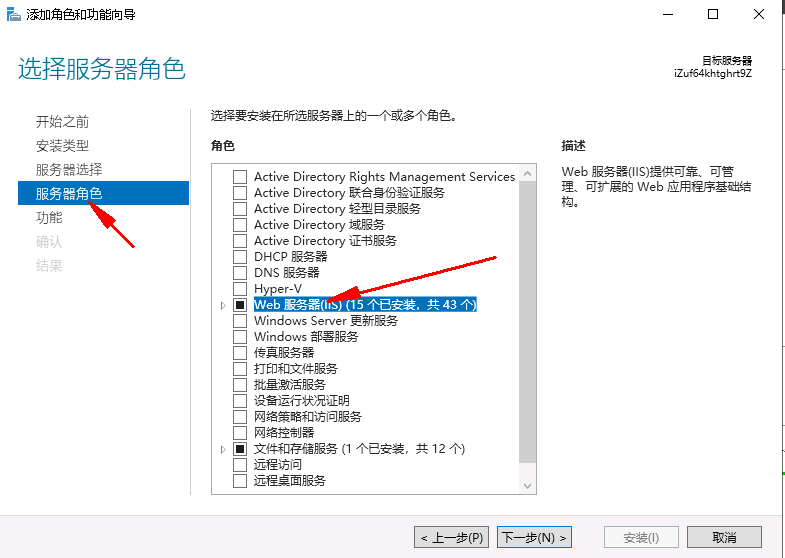 添加角色和功能向导
选择服务器角色
目标服务器
iZuf64khtghrt9Z
开始之前
安装类型
服务器选择
服务器角色
功能
确认
结果
选择要安装在所选服务器上的一个或多个角色。
角色
Active Directory Rights Management Services
Active Directory 联合身份验证服务
Active Directory 轻型目录服务
Active Directory 域服务
Active Directory 证书服务
DHCP 服务器
DNS 服务器
Hyper-V
Web 服务器(IIS) (15 个已安装，共 43 个)
Windows Server 更新服务
Windows 部署服务
传真服务器
打印和文件服务
批量激活服务
设备运行状况证明
网络策略和访问服务
网络控制器
文件和存储服务 (1 个已安装，共 12 个)
远程访问
远程桌面服务
描述
Web 服务器(IIS)提供可靠、可管
理、可扩展的 Web 应用程序基础结
构。
< 上一步(P)
下一步(N) >
安装(I)
取消